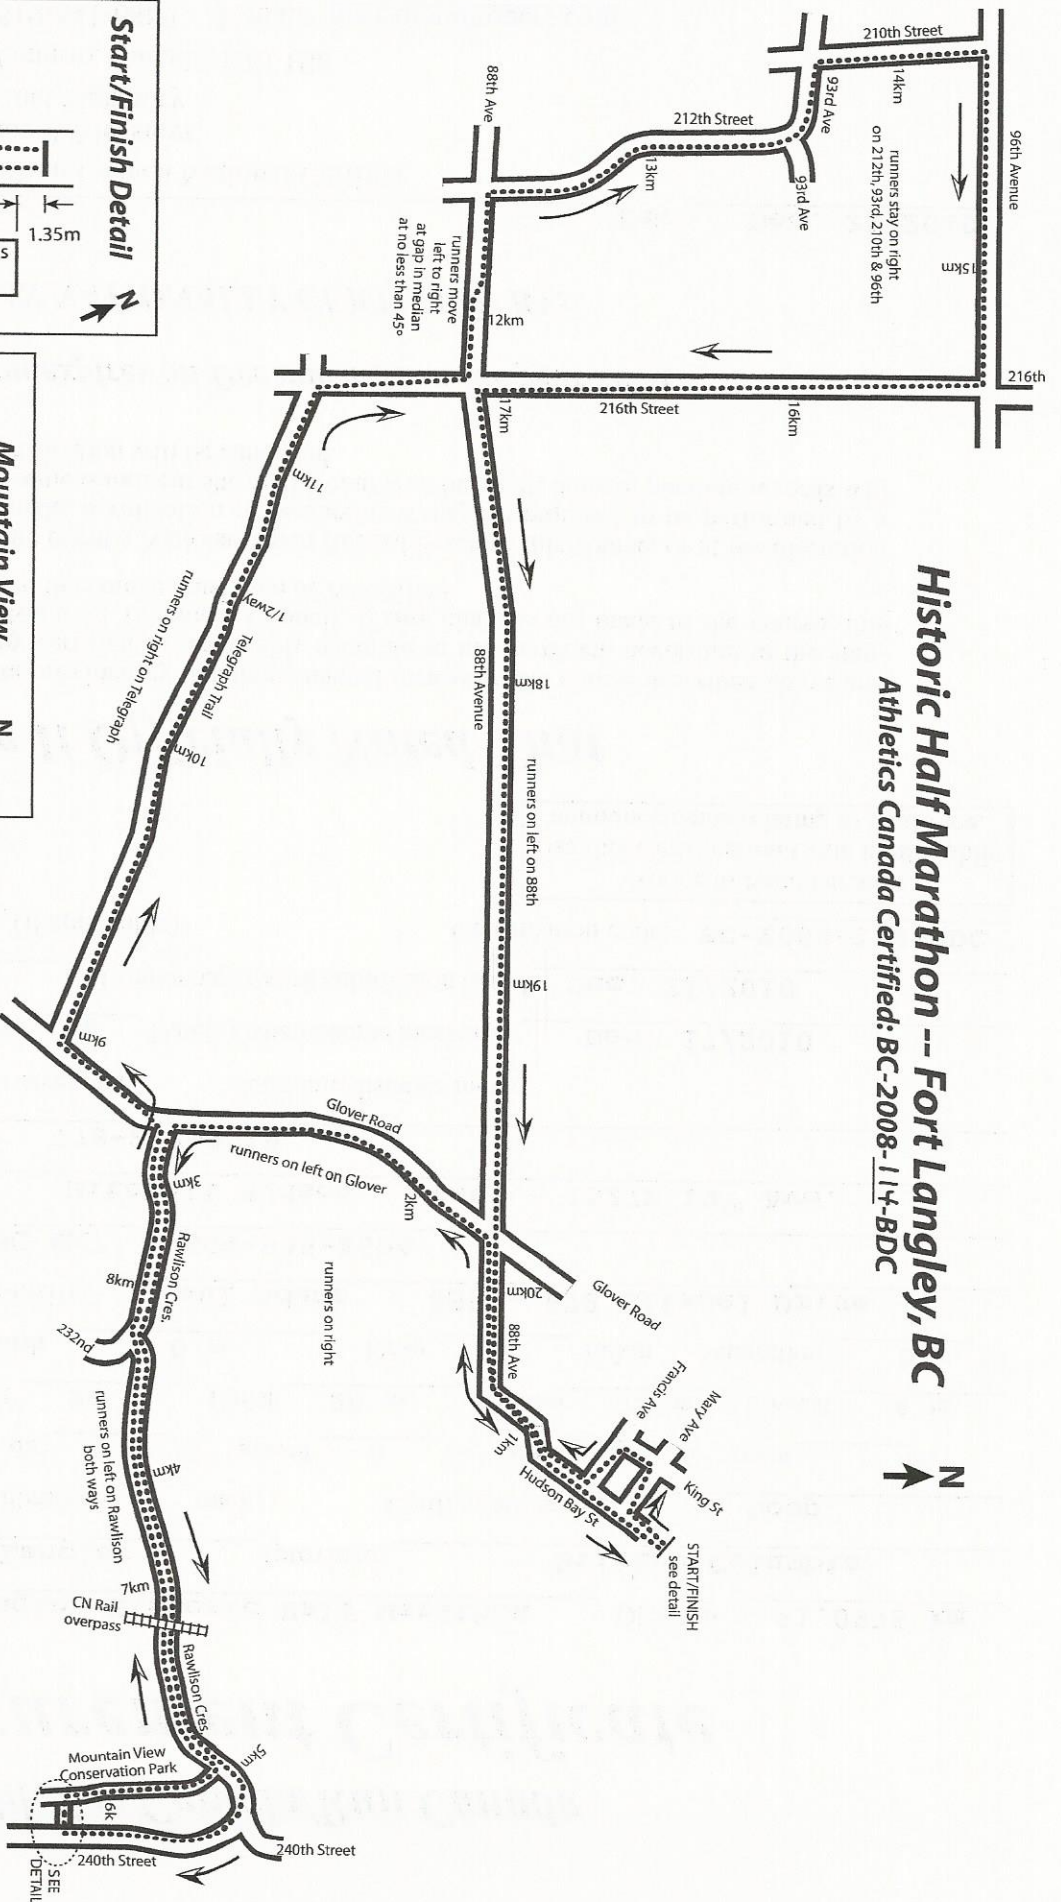 Historic Half Marathon -- Fort Langley, BC
Athletics Canada Certified: BC-2008-114-BDC
N
210th Street
14km
93rd Ave
93rd Ave
212th Street
13km
88th Ave
runners stay on right
on 212th, 93rd, 210th & 96th
96th Avenue
15km
216th
216th Street
16km
17km
runners move
left to right
at gap in median
at no less than 45°
12km
11km
1/2way
Telegraph Trail
runners on right on Telegraph
10km
9km
88th Avenue
18km
runners on left on 88th
19km
20km
Glover Road
Glover Road
runners on left on Glover
2km
3km
runners on right
88th Ave
1km
Francis Ave
Mary Ave
King St
Hudson Bay St
START/FINISH
see detail
Rawlison Cres.
8km
232nd
runners on left on Rawlison
both ways
4km
7km
CN Rail
overpass
Rawlison Cres.
5km
Mountain View
Conservation Park
6k
240th Street
240th Street
SEE
DETAIL
Start/Finish Detail
1.35m
N
s
Mountain View
N